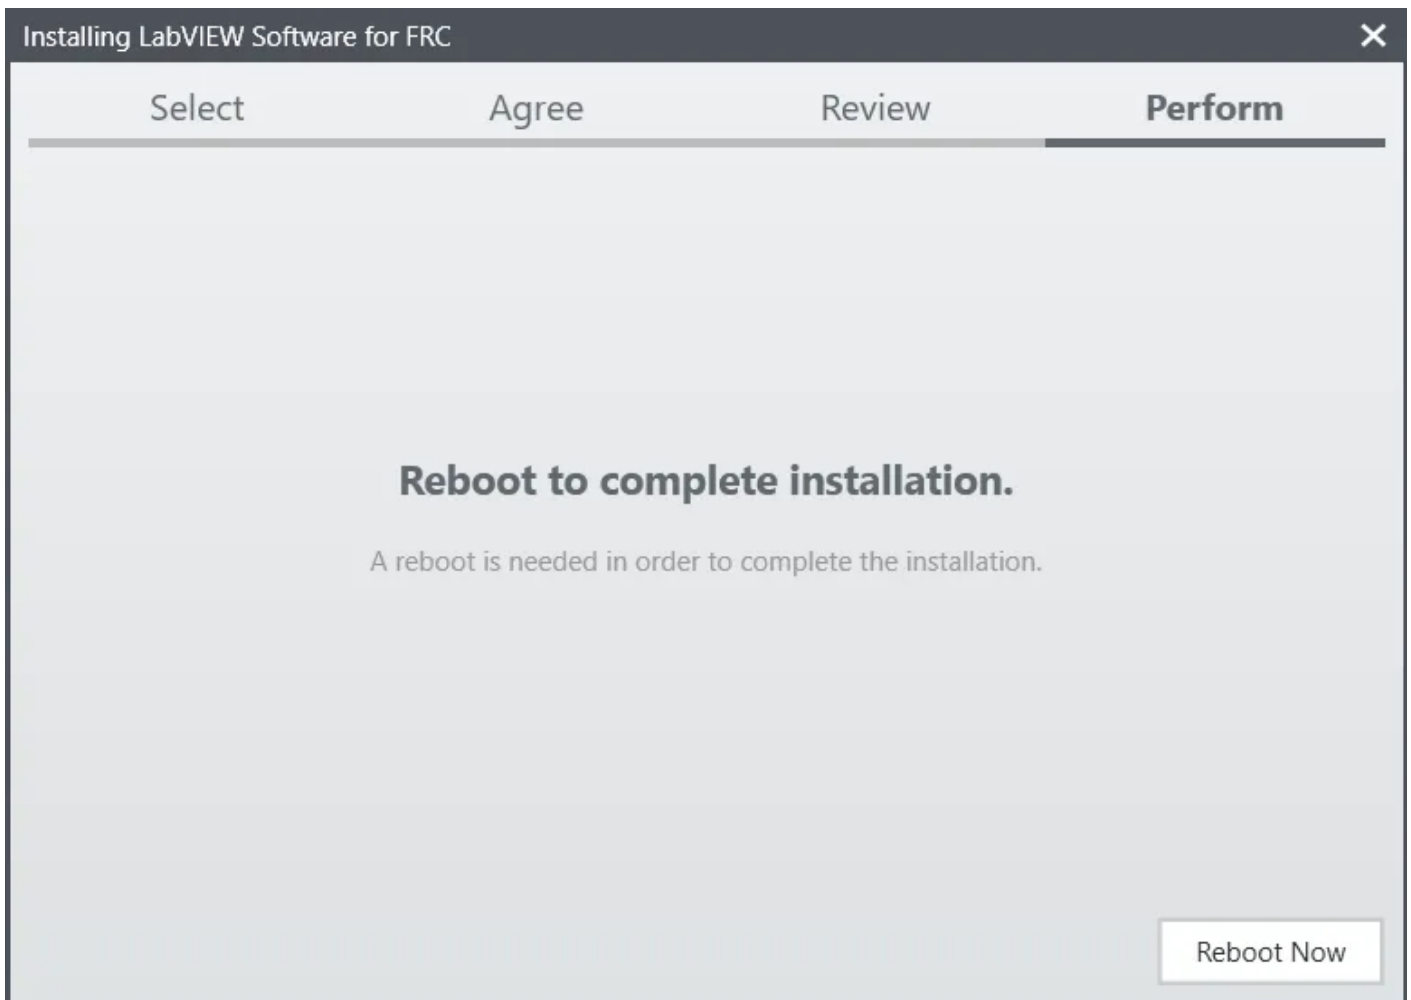 Installing LabVIEW Software for FRC
Select Agree Review Perform
Reboot to complete installation.
A reboot is needed in order to complete the installation.
Reboot Now